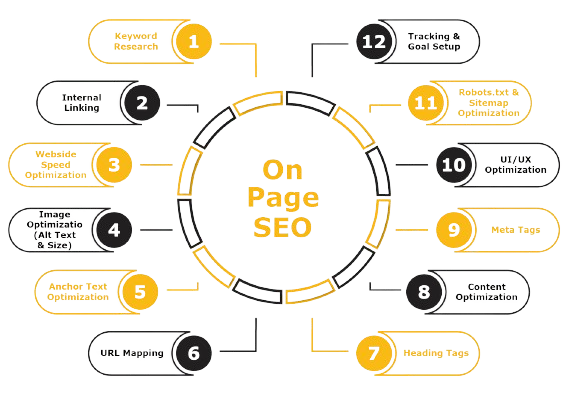 Keyword
Research
1
Internal
Linking
2
Webside
Speed
Optimization
3
Image
Optimizatio
(Alt Text
& Size)
4
Anchor Text
Optimization
5
URL Mapping
6
On
Page
SEO
12
Tracking &
Goal Setup
11
Robots.txt &
Sitemap
Optimization
10
UI/UX
Optimization
9
Meta Tags
8
Content
Optimization
7
Heading Tags